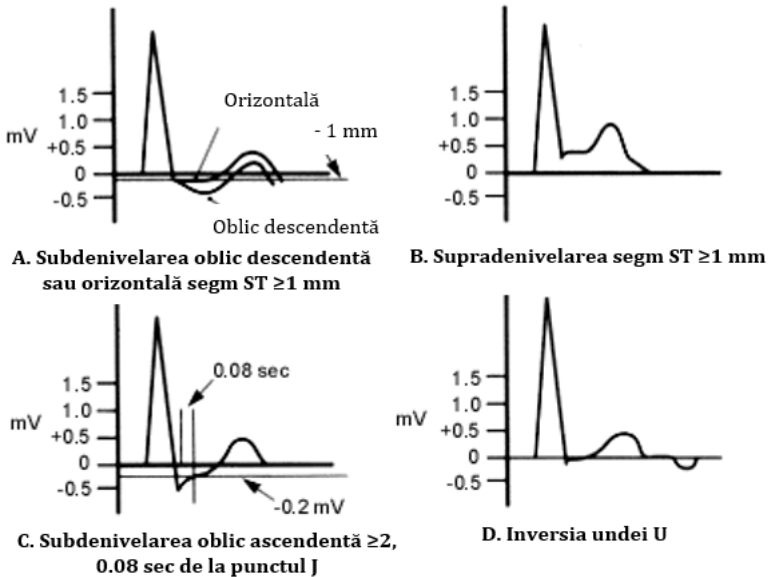 1.5
1.0
mV
+0.5
0
-0.5
Orizontală
- 1 mm
Oblic descendentă
A. Subdenivelarea oblic descendentă
sau orizontală segm ST ≥1 mm
1.5
1.0
mV
+0.5
0
-0.5
B. Supradenivelarea segm ST ≥1 mm
1.5
1.0
mV
+0.5
0
-0.5
0.08 sec
-0.2 mV
C. Subdenivelarea oblic ascendentă ≥2,
0.08 sec de la punctul J
1.5
1.0
mV
+0.5
0
-0.5
D. Inversia undei U